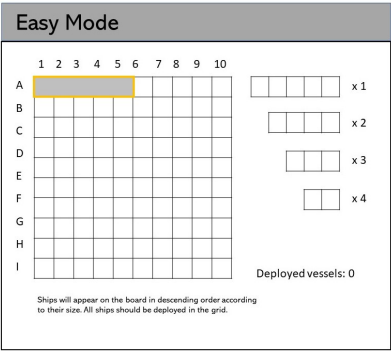 Easy Mode
1 2 3 4 5 6 7 8 9 10
A
x 1
B
C
x 2
D
x 3
E
F
x 4
G
H
I
Deployed vessels: 0
Ships will appear on the board in descending order according
to their size. All ships should be deployed in the grid.